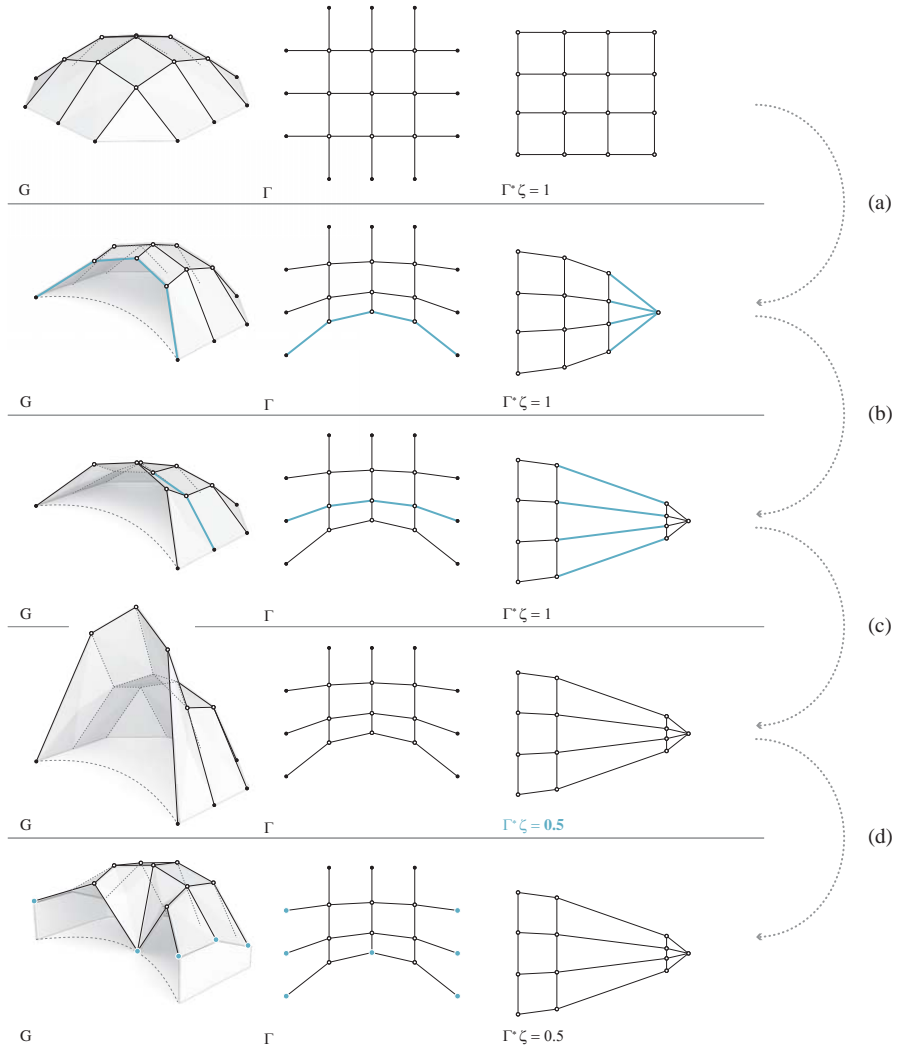 G Γ Γ* ζ = 1
(a)
G Γ Γ* ζ = 1
(b)
G Γ Γ* ζ = 1
(c)
G Γ Γ* ζ = 0.5
(d)
G Γ Γ* ζ = 0.5